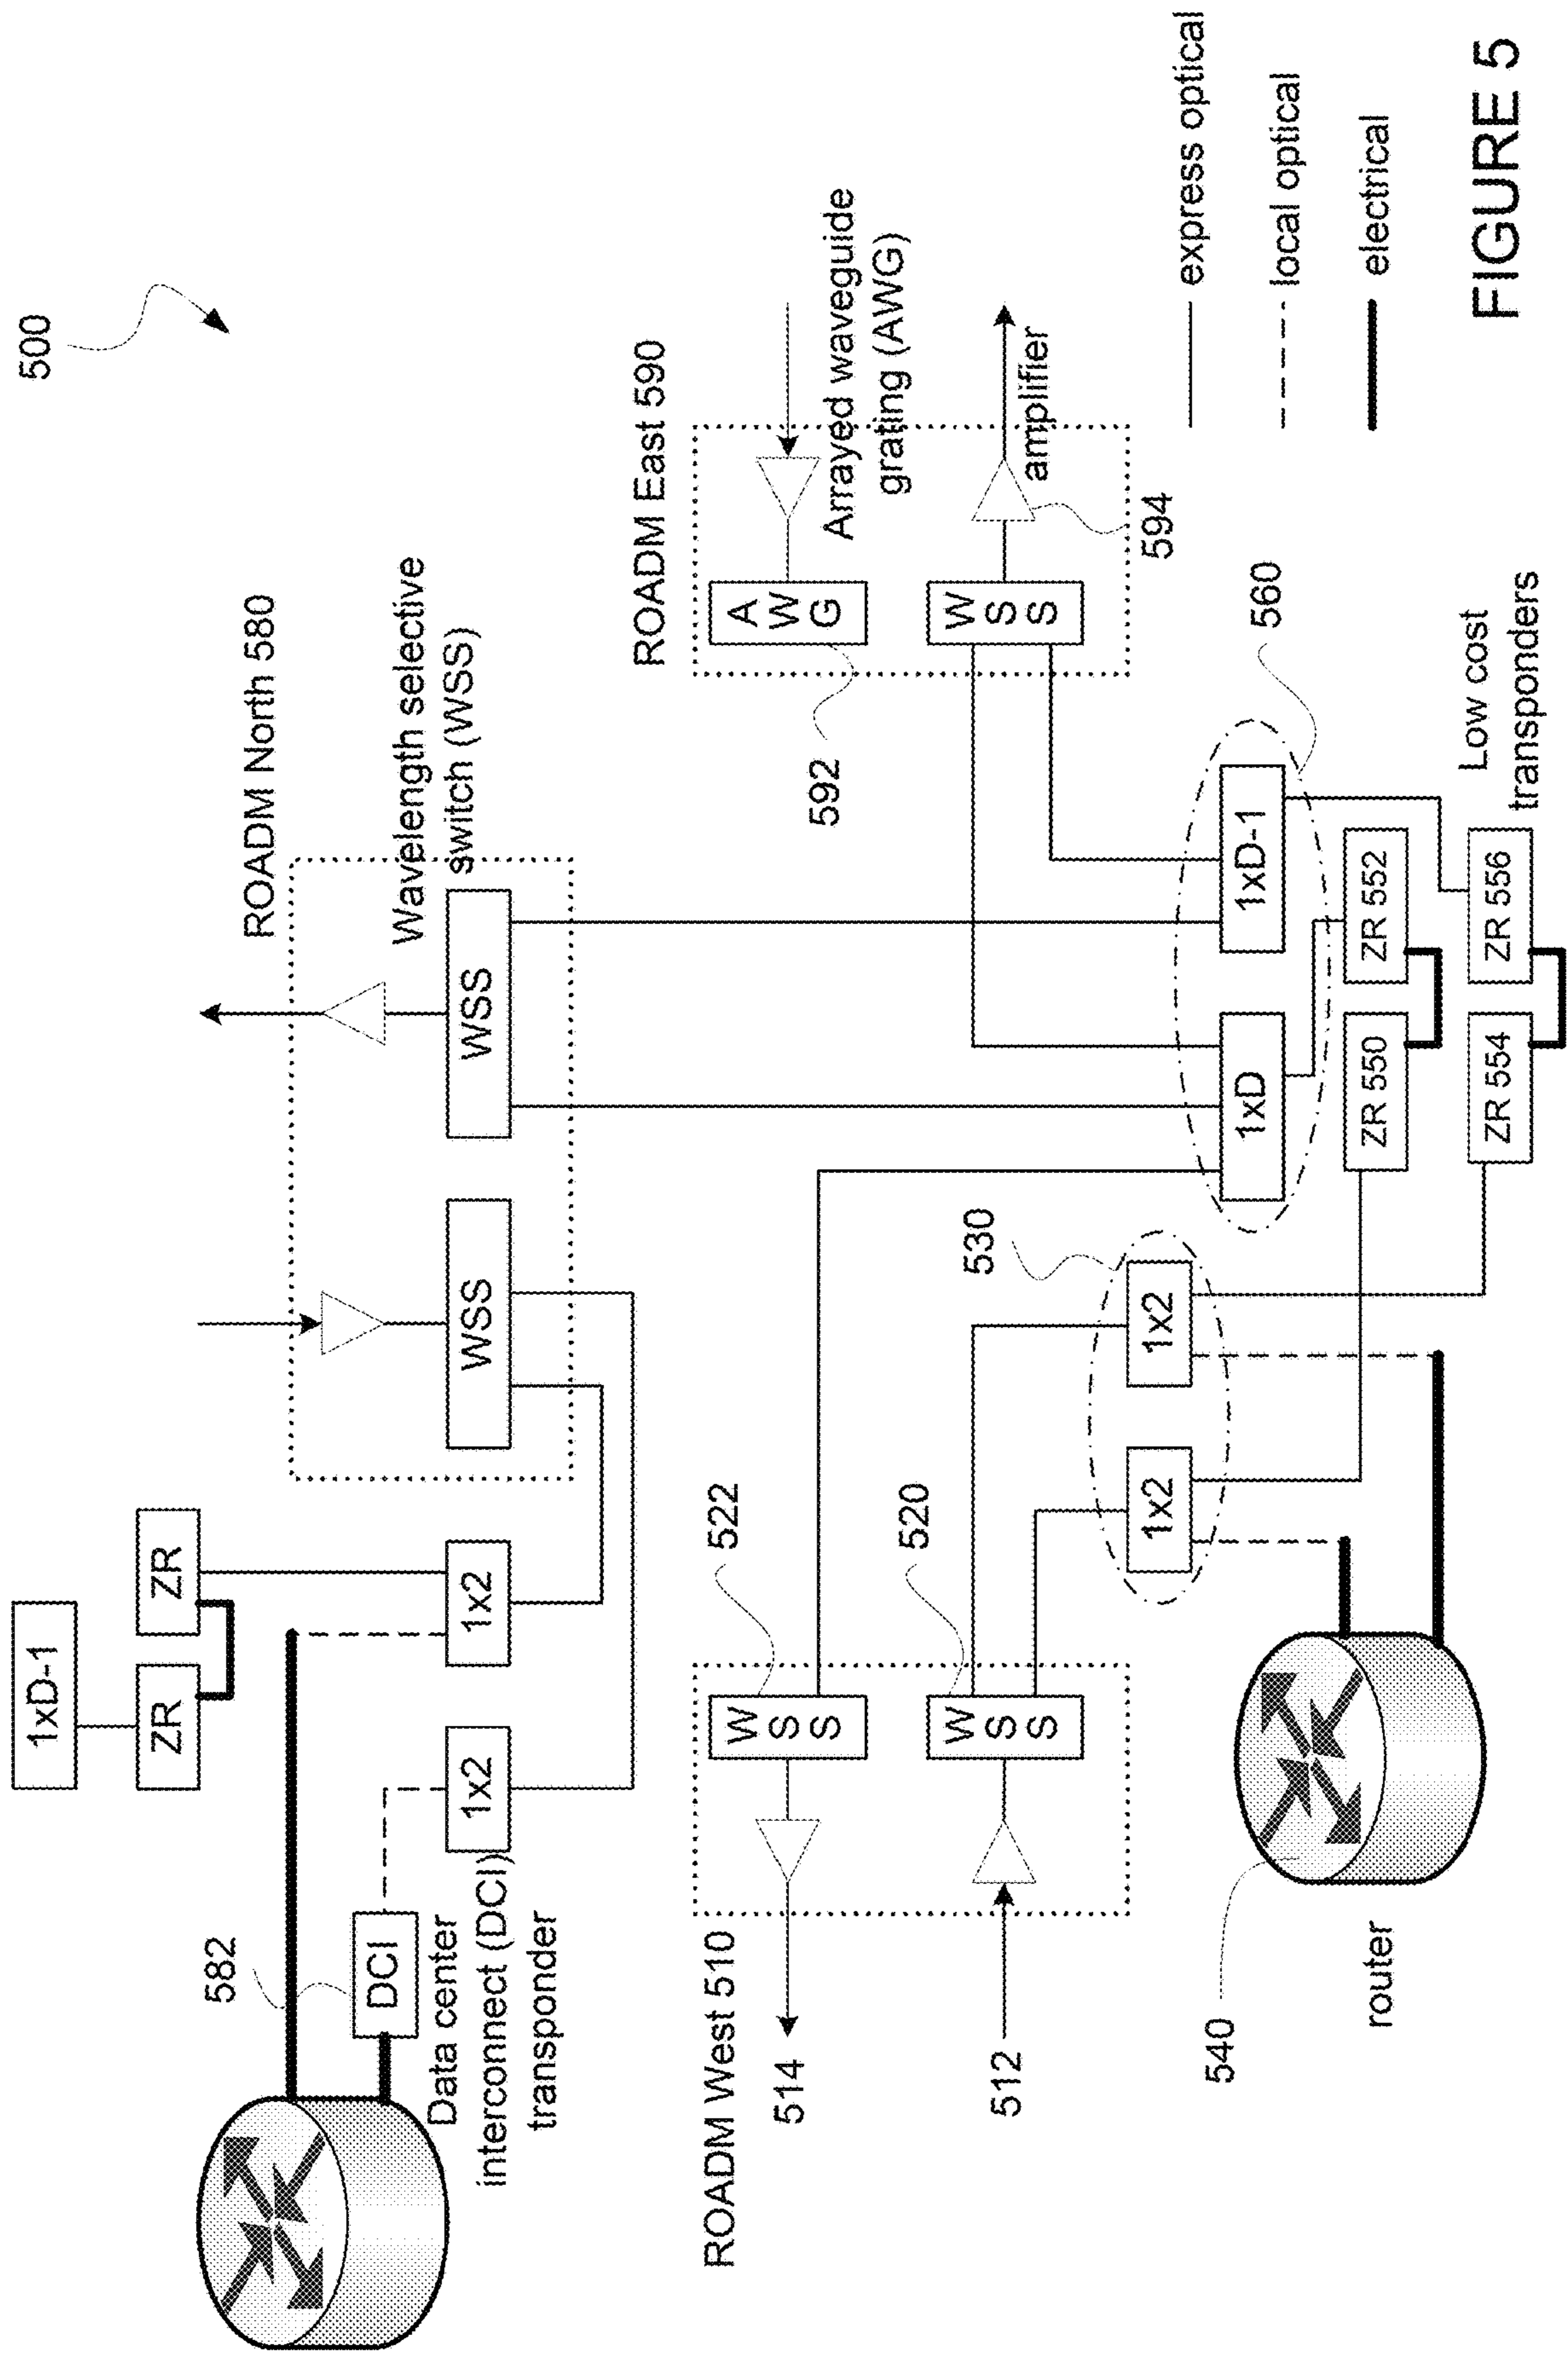 500
ROADM North 580
Wavelength selective
switch (WSS)
1xD-1
ZR
ZR
582
DCI
Data center
interconnect (DCI)
transponder
1x2
1x2
WSS
WSS
ROADM West 510
514
512
522
520
W
S
S
W
S
S
ROADM East 590
A
W
G
592
Arrayed waveguide
grating (AWG)
W
S
S
amplifier
594
530
1x2
1x2
560
1xD
1xD-1
ZR 550
ZR 552
ZR 554
ZR 556
Low cost
transponders
540
router
express optical
local optical
electrical
FIGURE 5